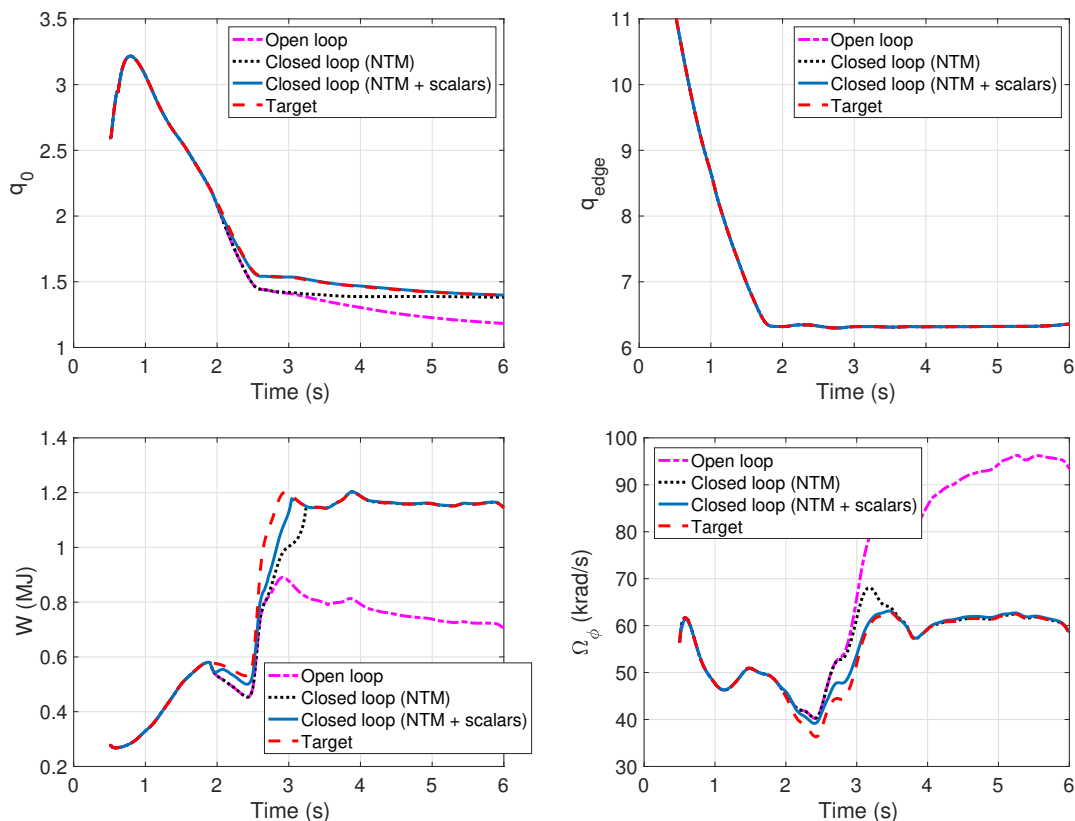 3.5
3
2.5
2
1.5
1
q0
Open loop
Closed loop (NTM)
Closed loop (NTM + scalars)
Target
0 1 2 3 4 5 6
Time (s)
11
10
9
8
7
6
qedge
Open loop
Closed loop (NTM)
Closed loop (NTM + scalars)
Target
0 1 2 3 4 5 6
Time (s)
1.4
1.2
1
0.8
0.6
0.4
0.2
W (MJ)
Open loop
Closed loop (NTM)
Closed loop (NTM + scalars)
Target
0 1 2 3 4 5 6
Time (s)
100
90
80
70
60
50
40
30
Ωϕ (krad/s)
Open loop
Closed loop (NTM)
Closed loop (NTM + scalars)
Target
0 1 2 3 4 5 6
Time (s)